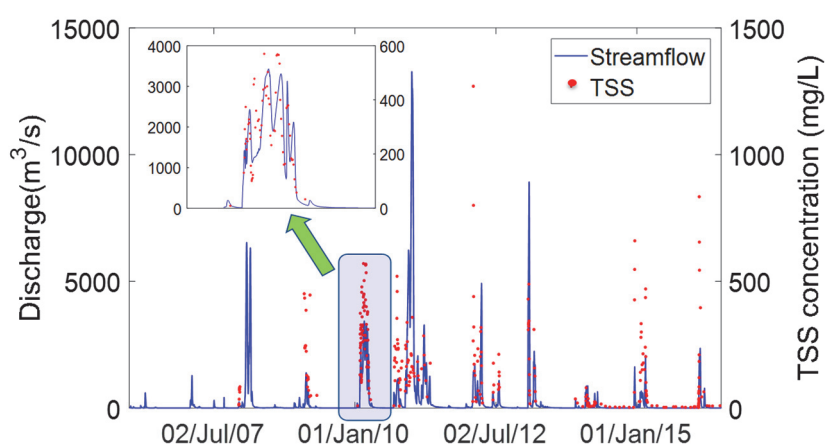 15000
10000
5000
0
Discharge(m³/s)
4000
3000
2000
1000
0
600
400
200
0
Streamflow
TSS
1500
1000
500
0
TSS concentration (mg/L)
02/Jul/07
01/Jan/10
02/Jul/12
01/Jan/15